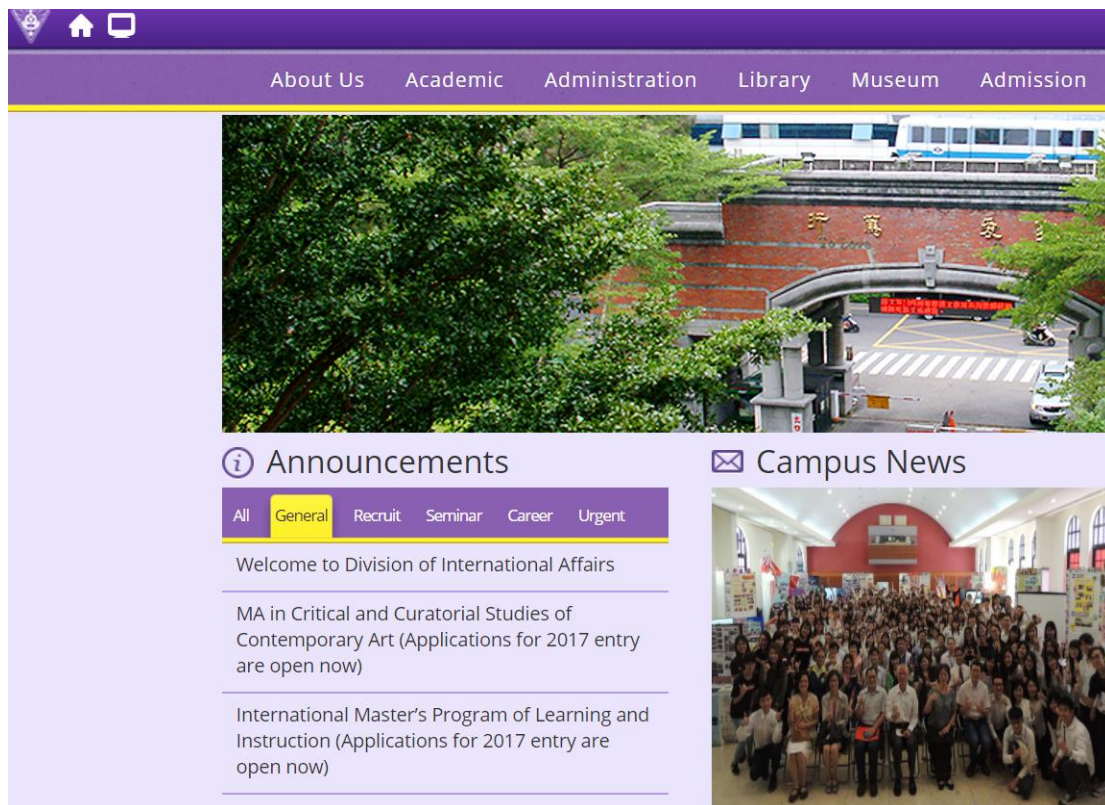 About Us Academic Administration Library Museum Admission
Announcements
All General Recruit Seminar Career Urgent
Welcome to Division of International Affairs
MA in Critical and Curatorial Studies of
Contemporary Art (Applications for 2017 entry
are open now)
International Master's Program of Learning and
Instruction (Applications for 2017 entry are
open now)
Campus News